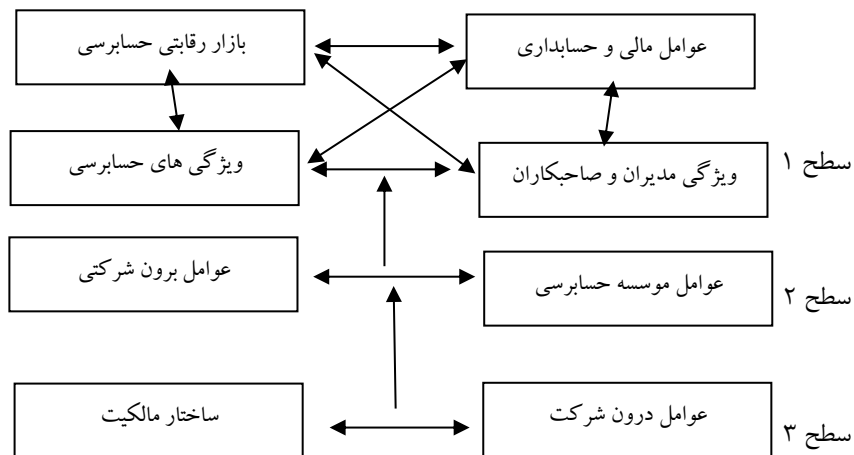 عوامل مالی و حسابداری
بازار رقابتی حسابرسی
سطح ۱
ویژگی مدیران و صاحبکاران
ویژگی های حسابرسی
سطح ۲
عوامل موسسه حسابرسی
عوامل برون شرکتی
سطح ۳
عوامل درون شرکت
ساختار مالکیت